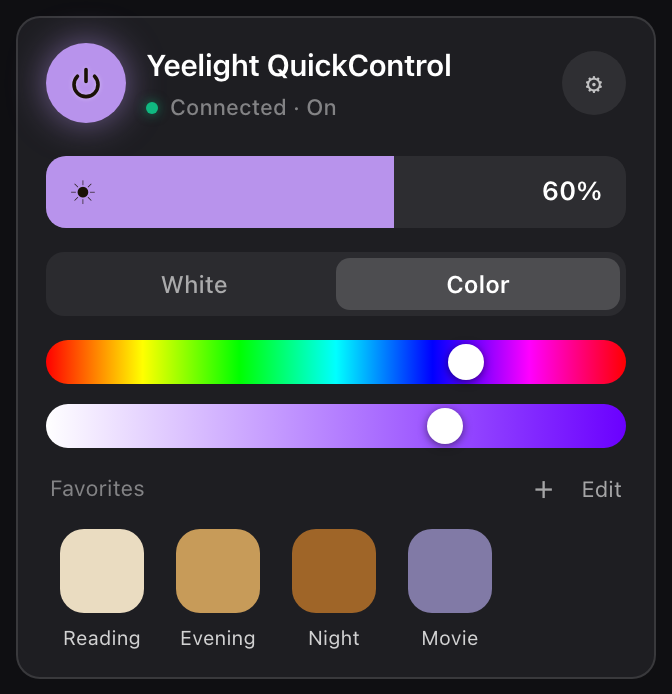 Yeelight QuickControl
Connected · On
60%
White Color
Favorites + Edit
Reading Evening Night Movie